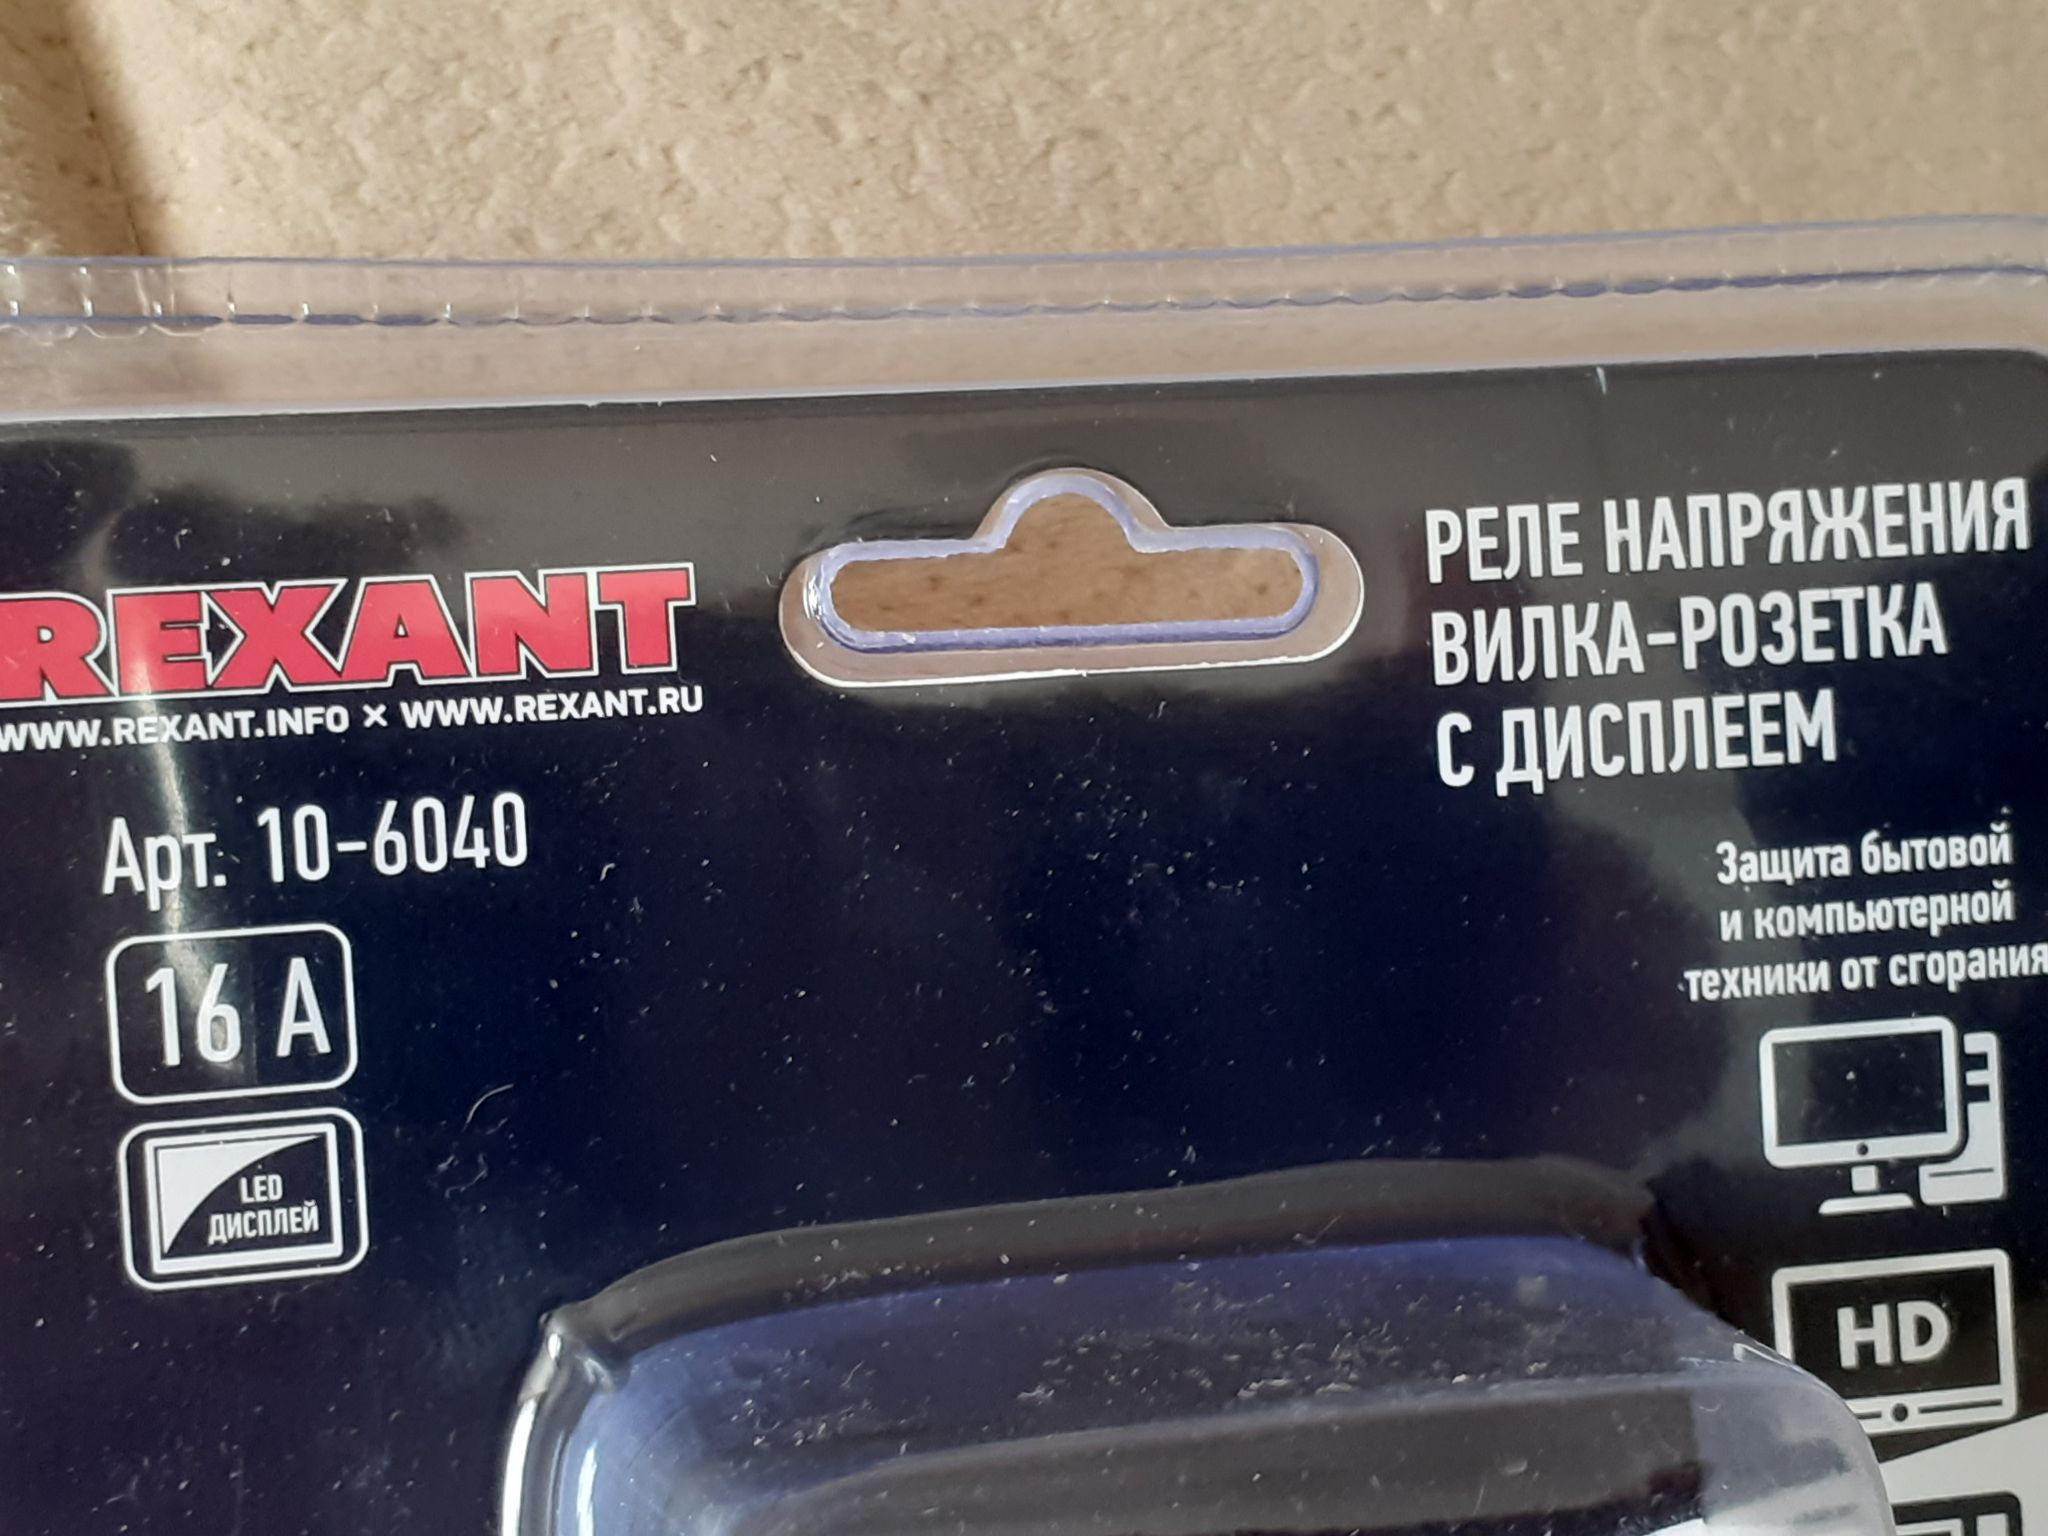 REXANT
WWW.REXANT.INFO × WWW.REXANT.RU
Арт. 10-6040
16 А
LED
ДИСПЛЕЙ
РЕЛЕ НАПРЯЖЕНИЯ
ВИЛКА-РОЗЕТКА
С ДИСПЛЕЕМ
Защита бытовой
и компьютерной
техники от сгорания
HD